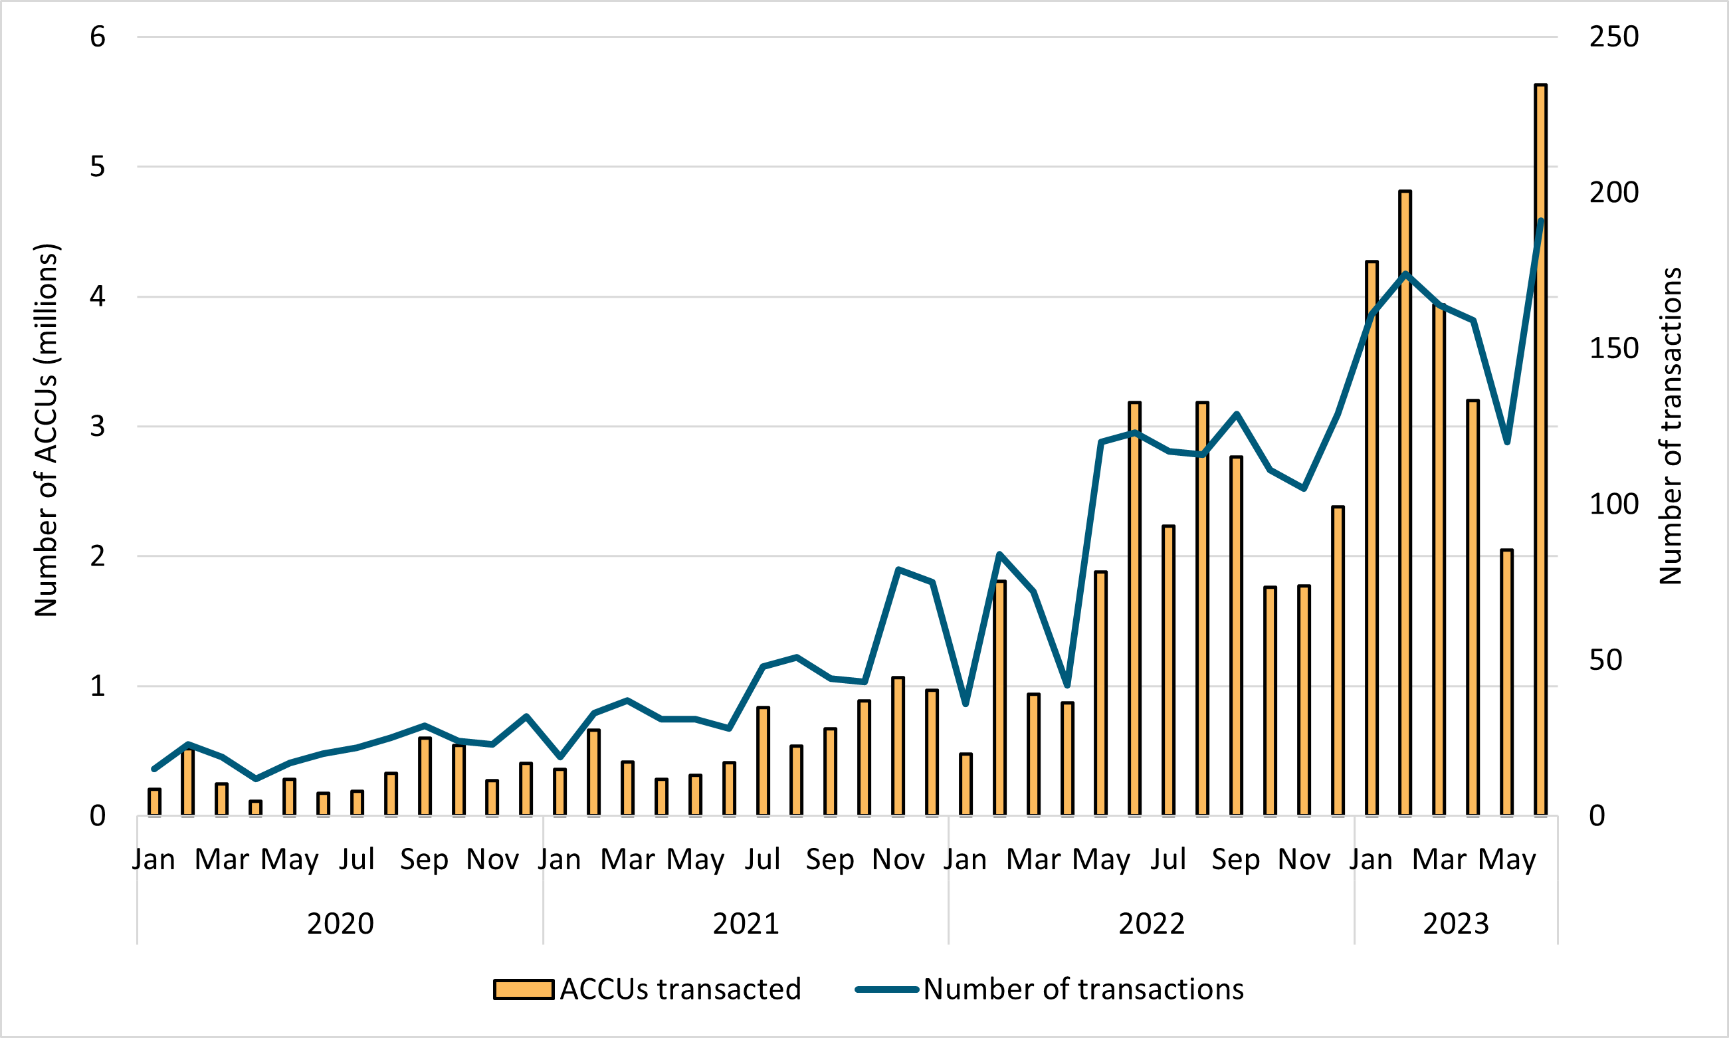 6
5
4
3
2
1
0
Number of ACCUs (millions)
250
200
150
100
50
0
Number of transactions
Jan Mar May Jul Sep Nov Jan Mar May Jul Sep Nov Jan Mar May Jul Sep Nov Jan Mar May
2020 2021 2022 2023
ACCUs transacted Number of transactions